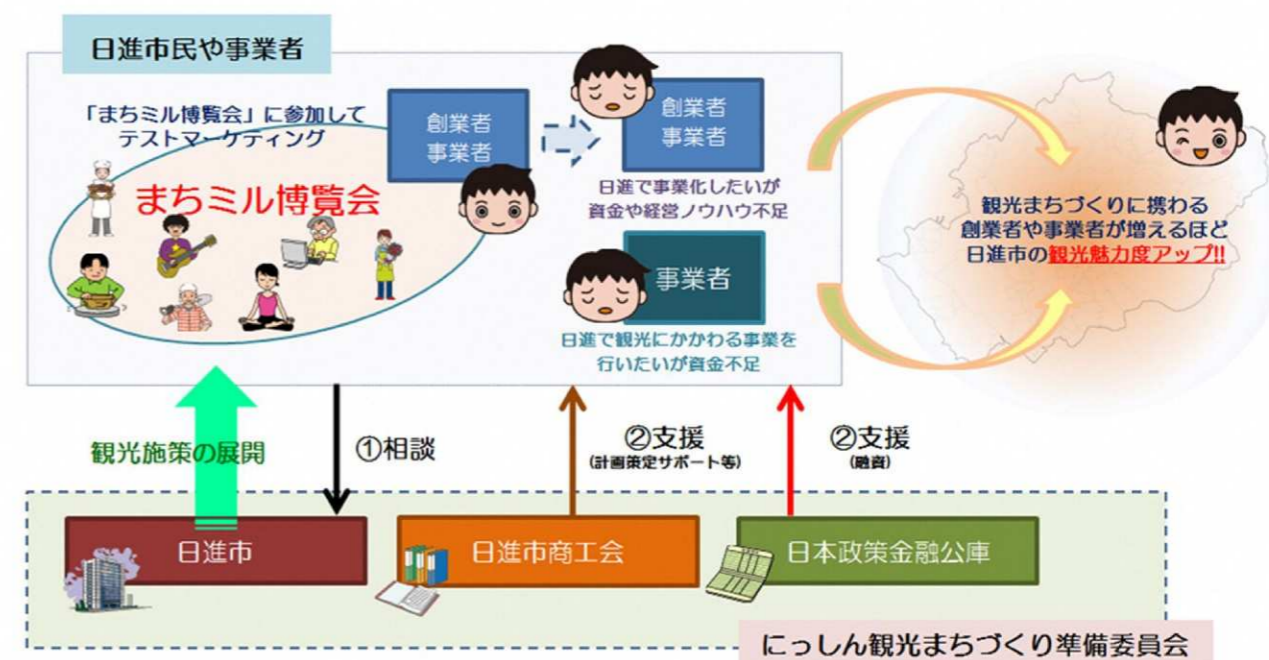 日進市民や事業者
「まちミル博覧会」に参加して
テストマーケティング
まちミル博覧会
創業者
事業者
創業者
事業者
日進で事業化したいが
資金や経営ノウハウ不足
事業者
日進で観光にかかわる事業を
行いたいが資金不足
観光まちづくりに携わる
創業者や事業者が増えるほど
日進市の観光魅力度アップ!!
観光施策の展開
①相談
②支援
(計画策定サポート等)
②支援
(融資)
日進市
日進市商工会
日本政策金融公庫
にっしん観光まちづくり準備委員会